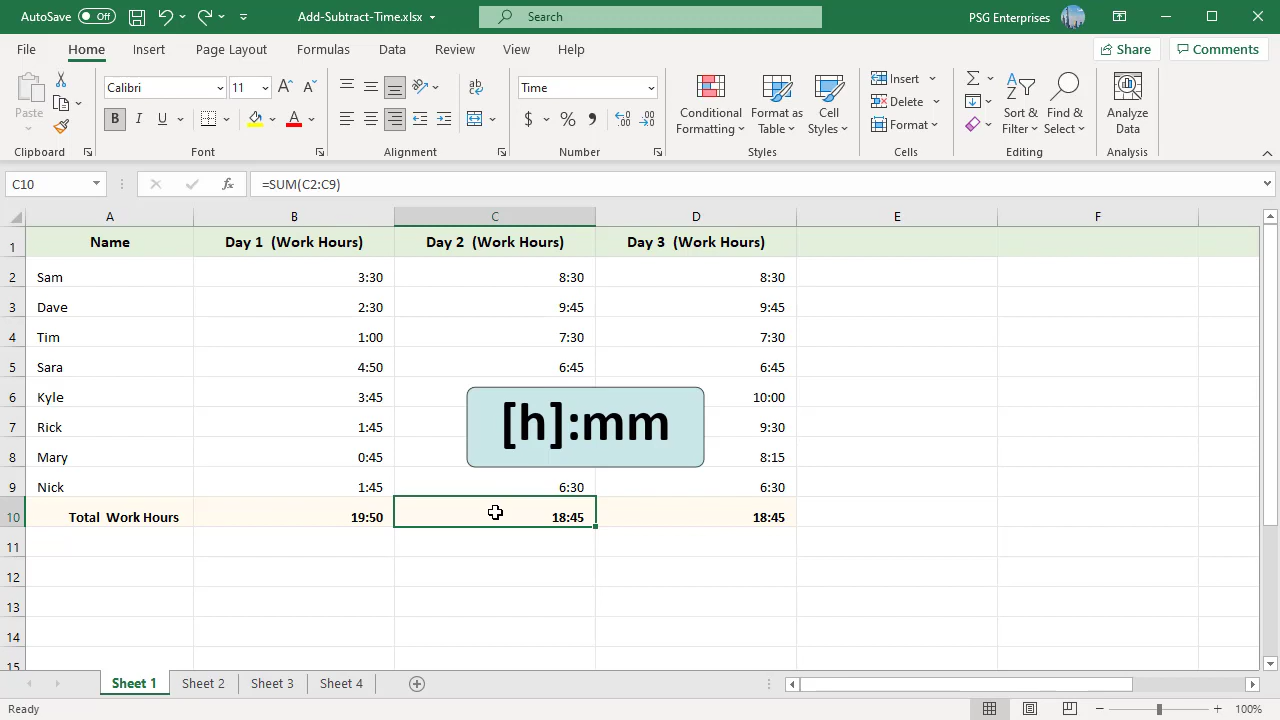 AutoSave Off Add-Subtract-Time.xlsx Search PSG Enterprises
File Home Insert Page Layout Formulas Data Review View Help Share Comments
Paste Calibri 11 Time Conditional Formatting Format as Table Cell Styles Insert Delete Format Sort & Filter Find & Select Analyze Data
Clipboard Font Alignment Number Styles Cells Editing Analysis
C10 =SUM(C2:C9)
A B C D E F
1 Name Day 1 (Work Hours) Day 2 (Work Hours) Day 3 (Work Hours)
2 Sam 3:30 8:30 8:30
3 Dave 2:30 9:45 9:45
4 Tim 1:00 7:30 7:30
5 Sara 4:50 6:45 6:45
6 Kyle 3:45 10:00
[h]:mm
7 Rick 1:45 9:30
8 Mary 0:45 8:15
9 Nick 1:45 6:30 6:30
10 Total Work Hours 19:50 18:45 18:45
11
12
13
14
15
Sheet 1 Sheet 2 Sheet 3 Sheet 4
Ready 100%